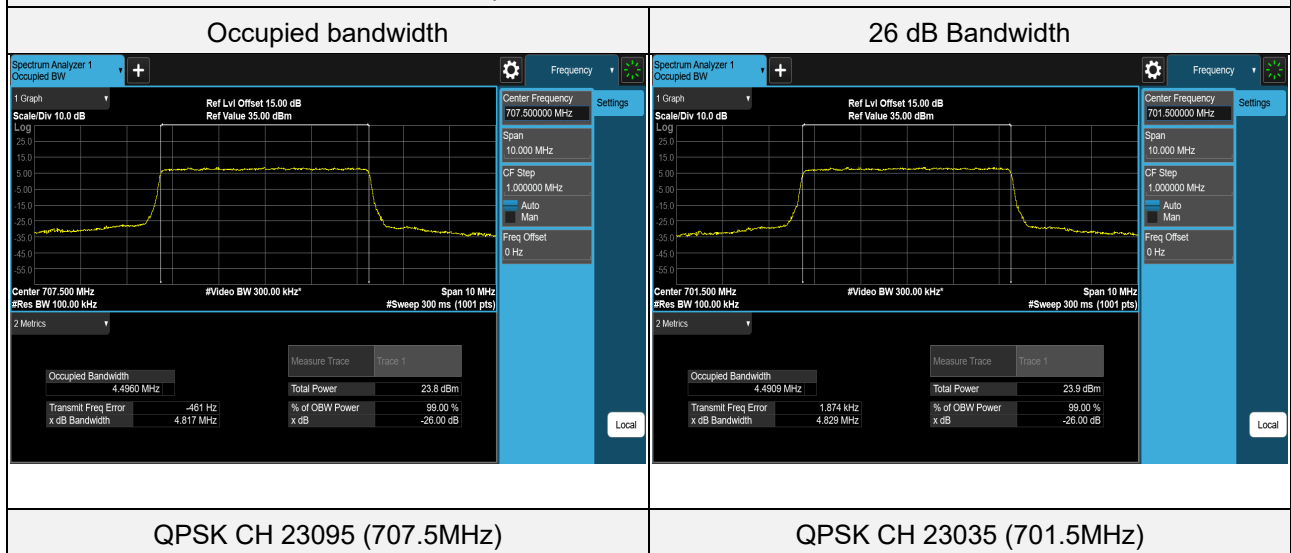 Occupied bandwidth
26 dB Bandwidth
Spectrum Analyzer 1
Occupied BW
+
Frequency
1 Graph
Ref Lvl Offset 15.00 dB
Scale/Div 10.0 dB
Ref Value 35.00 dBm
Log
25.0
15.0
5.00
-5.00
-15.0
-25.0
-35.0
-45.0
-55.0
Center 707.500 MHz
#Video BW 300.00 kHz*
Span 10 MHz
#Res BW 100.00 kHz
#Sweep 300 ms (1001 pts)
Center Frequency
707.500000 MHz
Settings
Span
10.000 MHz
CF Step
1.000000 MHz
Auto
Man
Freq Offset
0 Hz
Local
2 Metrics
Measure Trace Trace 1
Occupied Bandwidth
4.4960 MHz
Total Power 23.8 dBm
Transmit Freq Error -461 Hz
% of OBW Power 99.00 %
x dB Bandwidth 4.817 MHz
x dB -26.00 dB
Spectrum Analyzer 1
Occupied BW
+
Frequency
1 Graph
Ref Lvl Offset 15.00 dB
Scale/Div 10.0 dB
Ref Value 35.00 dBm
Log
25.0
15.0
5.00
-5.00
-15.0
-25.0
-35.0
-45.0
-55.0
Center 701.500 MHz
#Video BW 300.00 kHz*
Span 10 MHz
#Res BW 100.00 kHz
#Sweep 300 ms (1001 pts)
Center Frequency
701.500000 MHz
Settings
Span
10.000 MHz
CF Step
1.000000 MHz
Auto
Man
Freq Offset
0 Hz
Local
2 Metrics
Measure Trace Trace 1
Occupied Bandwidth
4.4909 MHz
Total Power 23.9 dBm
Transmit Freq Error 1.874 kHz
% of OBW Power 99.00 %
x dB Bandwidth 4.829 MHz
x dB -26.00 dB
QPSK CH 23095 (707.5MHz)
QPSK CH 23035 (701.5MHz)